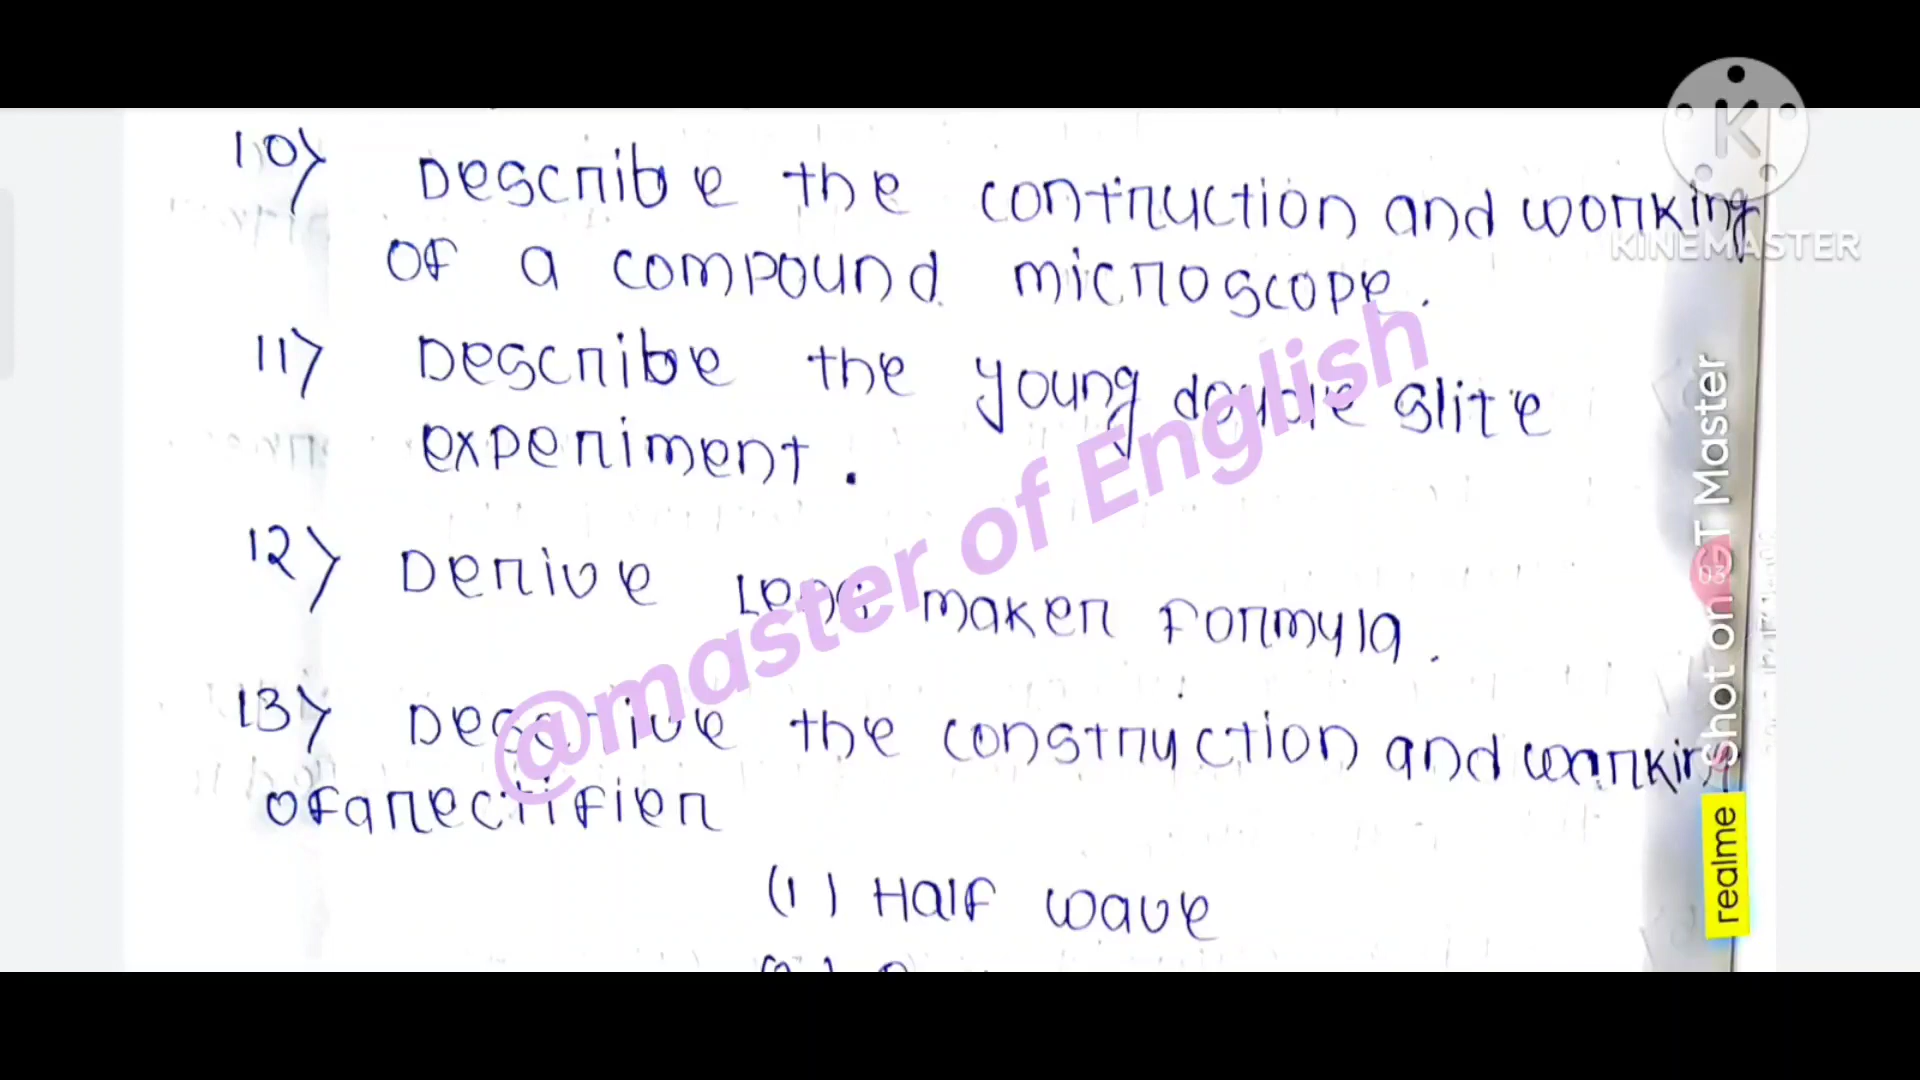 10) Describe the contruction and working
of a compound microscope.
11) Describe the young double slite
experiment.
12) Derive lens maker formula.
13) Desctive the construction and working
of a rectifier
(1) Half wave
K
KINEMASTER
@master of English
realme Shot on GT Master
03